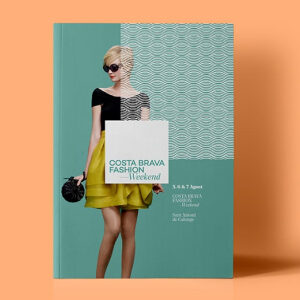 COSTA BRAVA
FASHION
Weekend
5, 6 & 7 Agost
COSTA BRAVA
FASHION
Weekend
Sant Antoni
de Calonge